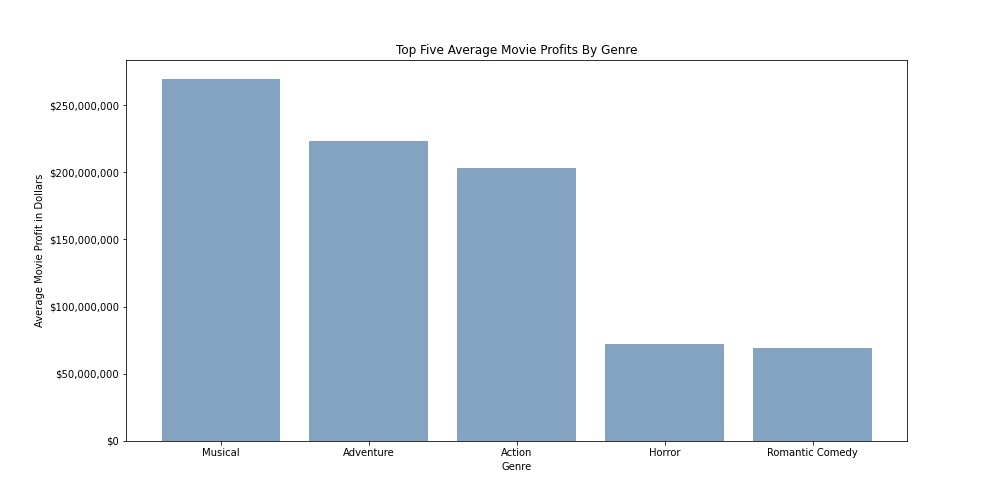 Top Five Average Movie Profits By Genre
Average Movie Profit in Dollars
$250,000,000
$200,000,000
$150,000,000
$100,000,000
$50,000,000
$0
Musical
Adventure
Action
Horror
Romantic Comedy
Genre